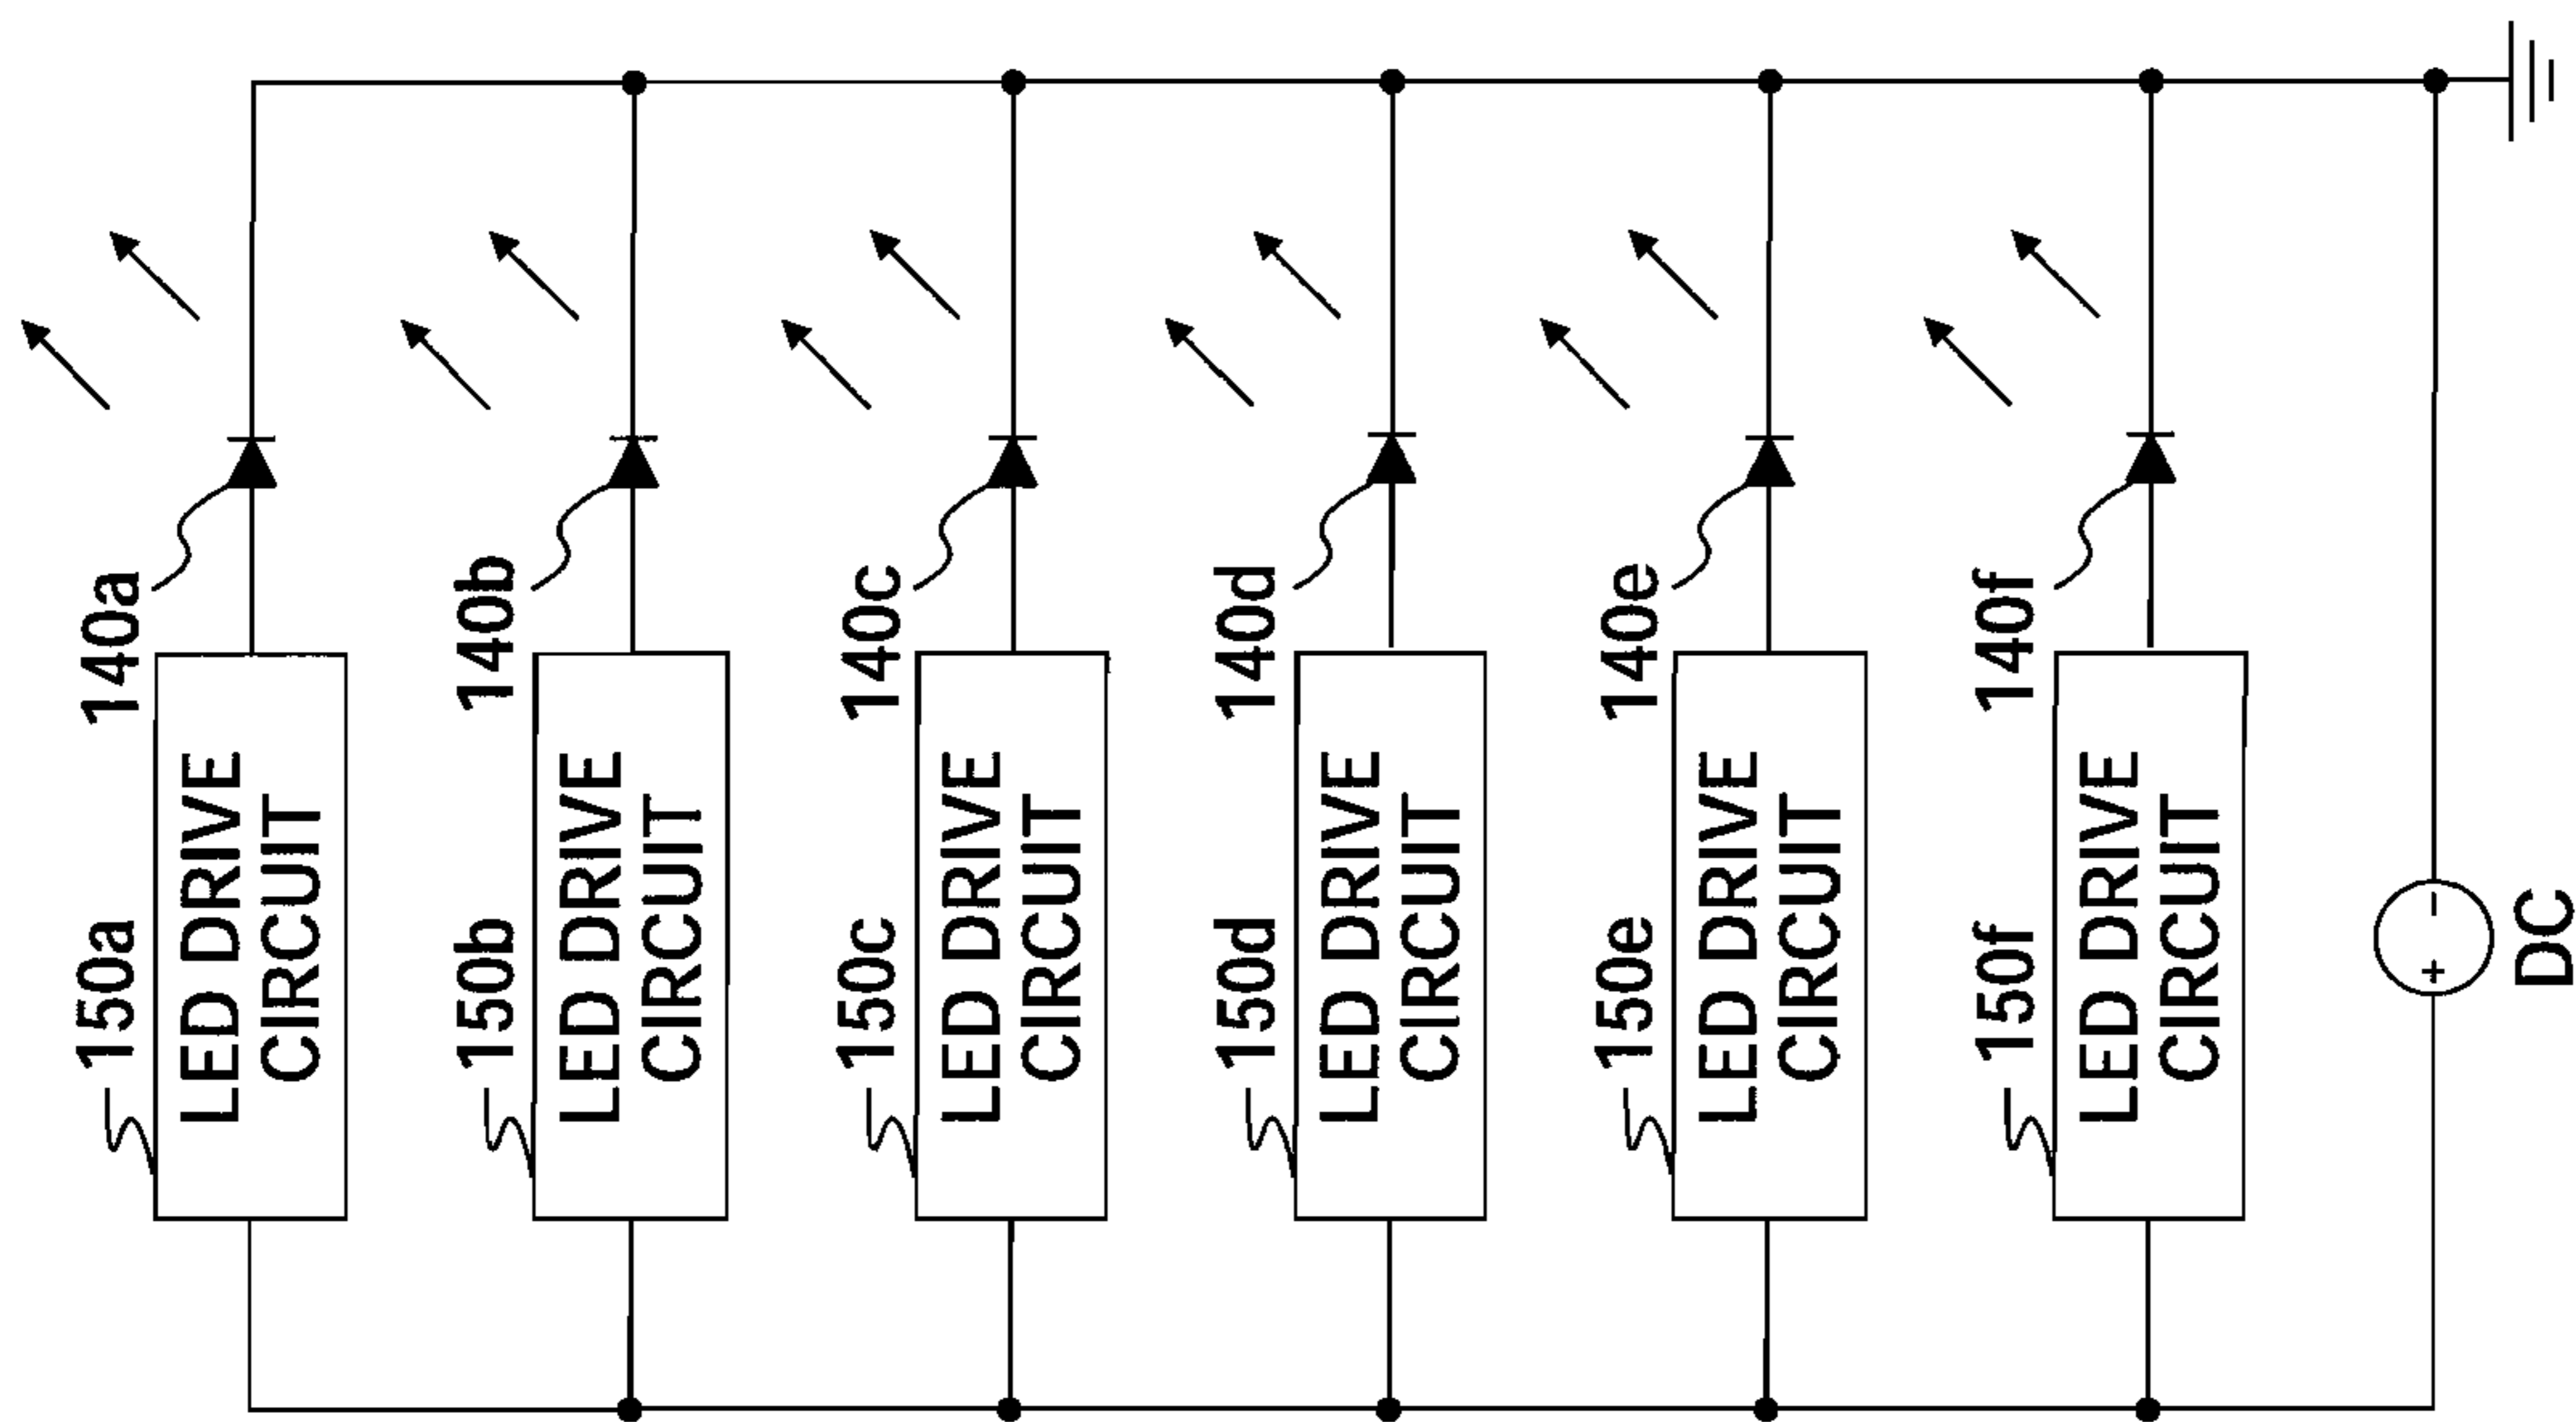 140a
150a
LED DRIVE
CIRCUIT
140b
150b
LED DRIVE
CIRCUIT
140c
150c
LED DRIVE
CIRCUIT
140d
150d
LED DRIVE
CIRCUIT
140e
150e
LED DRIVE
CIRCUIT
140f
150f
LED DRIVE
CIRCUIT
+ -
DC